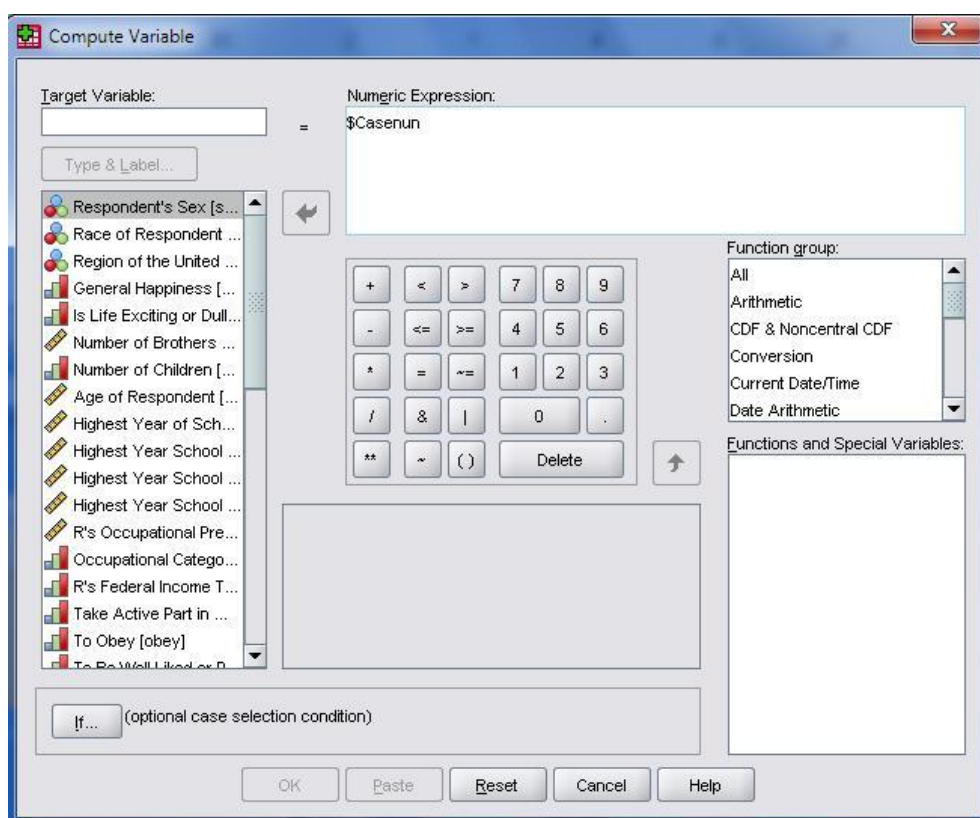 Compute Variable
Target Variable:
Numeric Expression:
=
$Casenun
Type & Label...
Respondent's Sex [s...
Race of Respondent ...
Region of the United ...
General Happiness [...
Is Life Exciting or Dull...
Number of Brothers ...
Number of Children [...
Age of Respondent [...
Highest Year of Sch...
Highest Year School ...
Highest Year School ...
Highest Year School ...
R's Occupational Pre...
Occupational Catego...
R's Federal Income T...
Take Active Part in ...
To Obey [obey]
To Be Well Liked or P...
+ < > 7 8 9
- <= >= 4 5 6
* = ~= 1 2 3
/ & | 0 .
** ~ ( ) Delete
Function group:
All
Arithmetic
CDF & Noncentral CDF
Conversion
Current Date/Time
Date Arithmetic
Functions and Special Variables:
If... (optional case selection condition)
OK Paste Reset Cancel Help